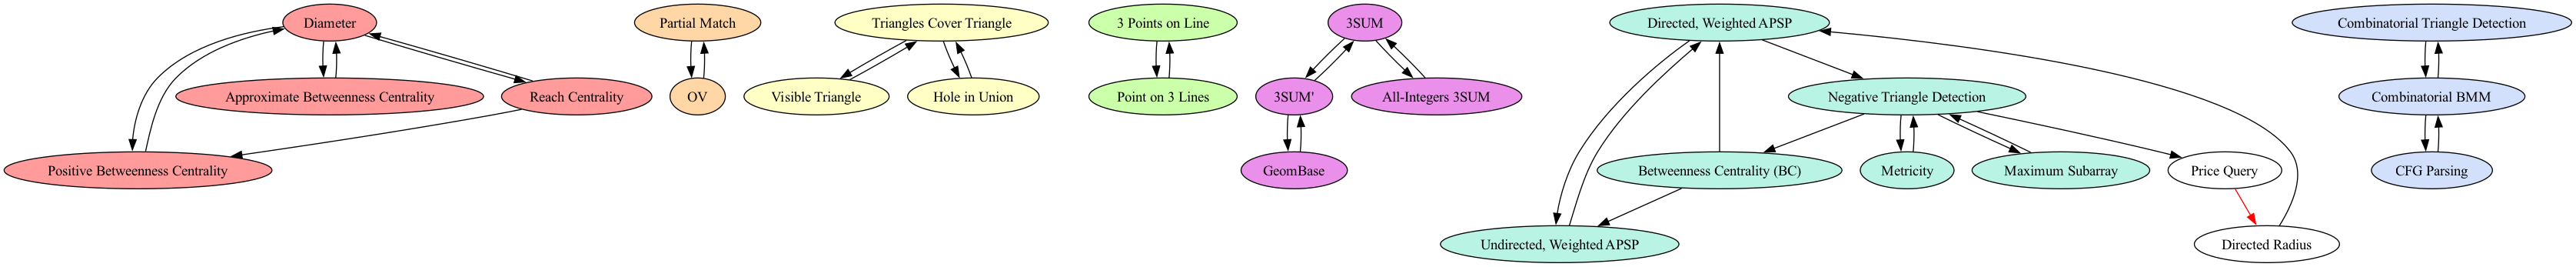 Diameter
Partial Match
Triangles Cover Triangle
3 Points on Line
3SUM
Directed, Weighted APSP
Combinatorial Triangle Detection
Approximate Betweenness Centrality
Reach Centrality
OV
Visible Triangle
Hole in Union
Point on 3 Lines
3SUM'
All-Integers 3SUM
Negative Triangle Detection
Combinatorial BMM
Positive Betweenness Centrality
GeomBase
Betweenness Centrality (BC)
Metricity
Maximum Subarray
Price Query
CFG Parsing
Undirected, Weighted APSP
Directed Radius